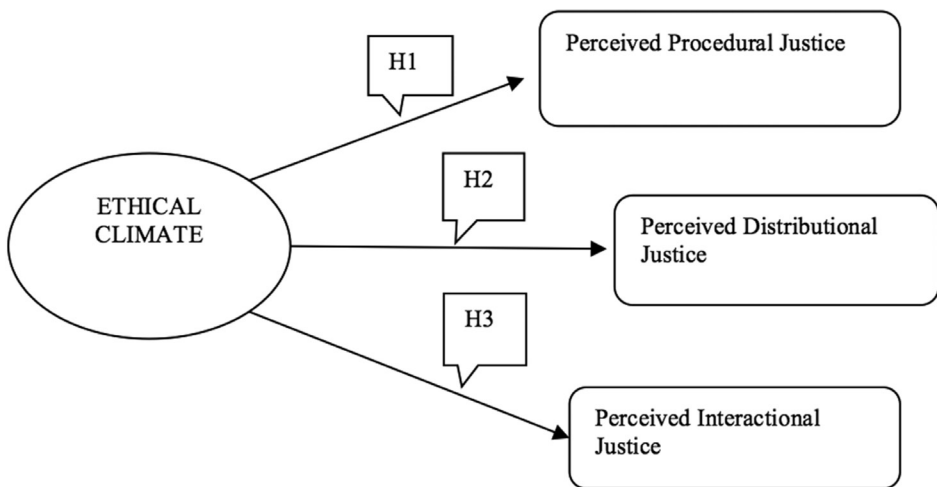 Perceived Procedural Justice
H1
H2
ETHICAL
CLIMATE
Perceived Distributional
Justice
H3
Perceived Interactional
Justice